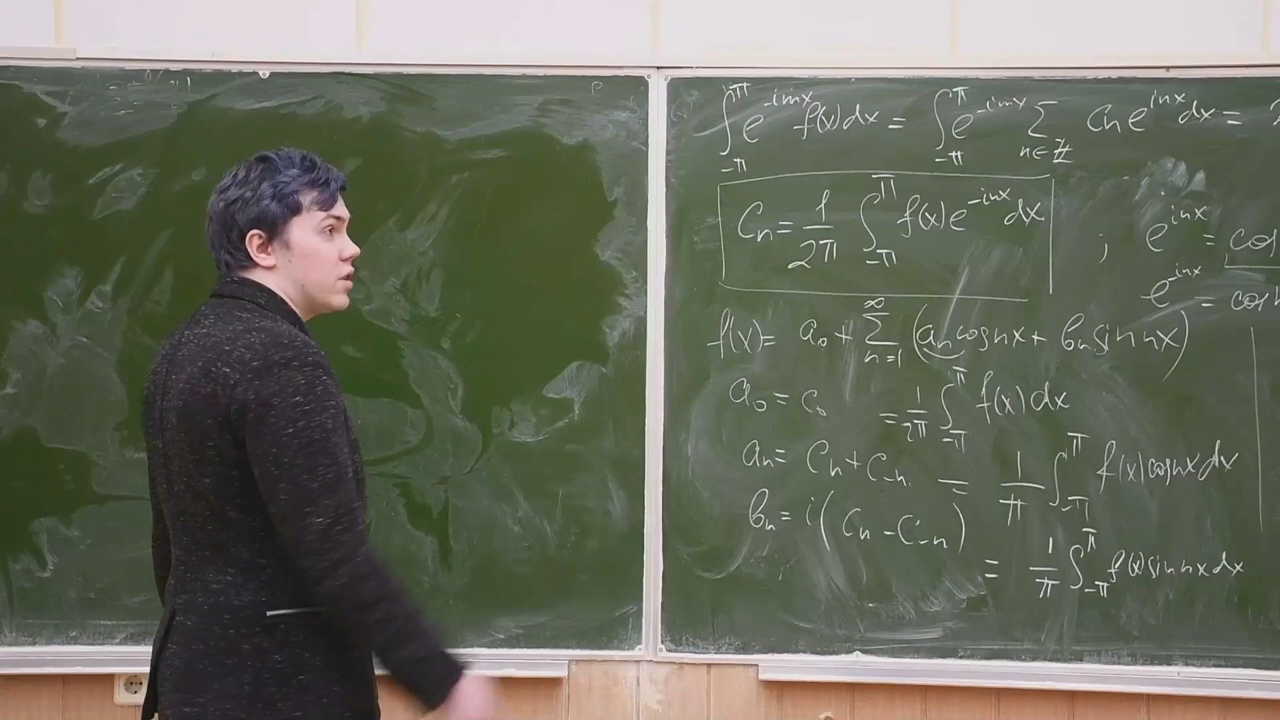 ∫_{-π}^{π} e^{-imx} f(x) dx = ∫_{-π}^{π} e^{-imx} ∑_{n∈ℤ} C_n e^{inx} dx =
C_n = 1/2π ∫_{-π}^{π} f(x) e^{-inx} dx ; e^{inx} =
e^{-inx} =
f(x) = a_0 + ∑_{n=1}^{∞} (a_n cos nx + b_n sin nx)
a_0 = c_0 = 1/2π ∫_{-π}^{π} f(x) dx
a_n = C_n + C_{-n} = 1/π ∫_{-π}^{π} f(x) cos nx dx
b_n = i(C_n - C_{-n}) = 1/π ∫_{-π}^{π} f(x) sin nx dx